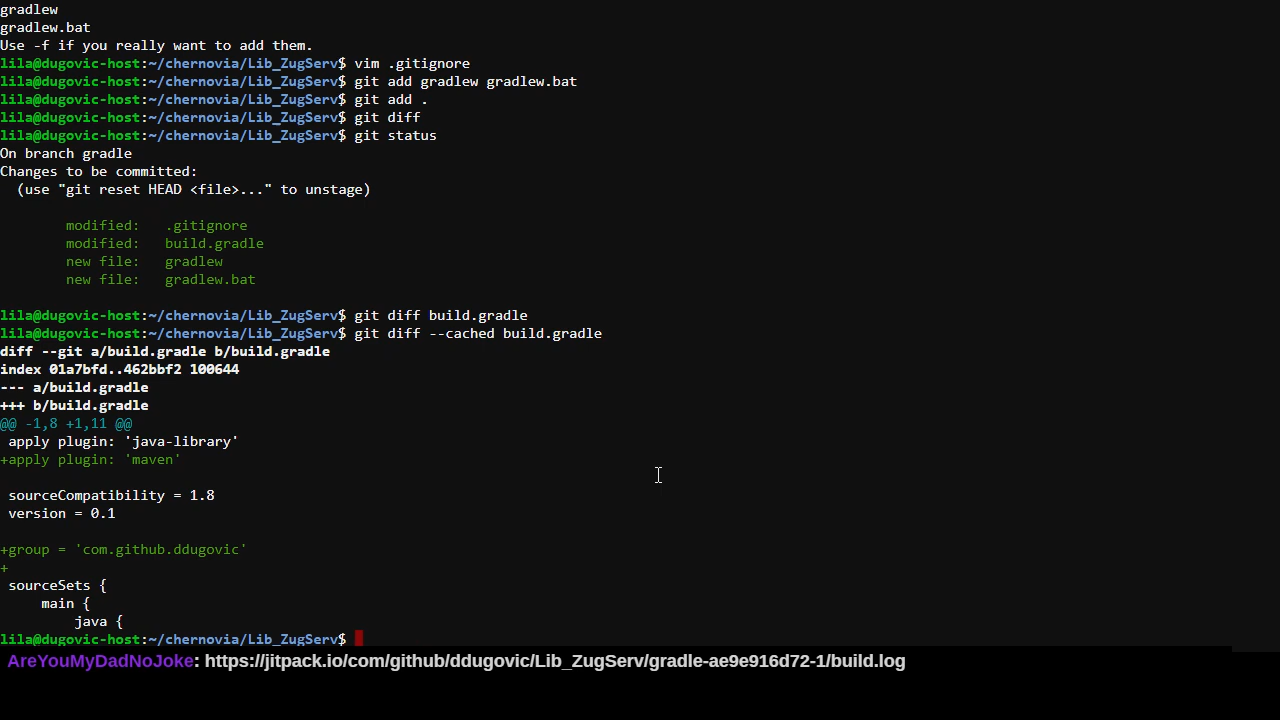 gradlew
gradlew.bat
Use -f if you really want to add them.
lila@dugovic-host:~/chernovia/Lib_ZugServ$ vim .gitignore
lila@dugovic-host:~/chernovia/Lib_ZugServ$ git add gradlew gradlew.bat
lila@dugovic-host:~/chernovia/Lib_ZugServ$ git add .
lila@dugovic-host:~/chernovia/Lib_ZugServ$ git diff
lila@dugovic-host:~/chernovia/Lib_ZugServ$ git status
On branch gradle
Changes to be committed:
  (use "git reset HEAD <file>..." to unstage)
        modified:   .gitignore
        modified:   build.gradle
        new file:   gradlew
        new file:   gradlew.bat
lila@dugovic-host:~/chernovia/Lib_ZugServ$ git diff build.gradle
lila@dugovic-host:~/chernovia/Lib_ZugServ$ git diff --cached build.gradle
diff --git a/build.gradle b/build.gradle
index 01a7bfd..462bbf2 100644
--- a/build.gradle
+++ b/build.gradle
@@ -1,8 +1,11 @@
 apply plugin: 'java-library'
+apply plugin: 'maven'
 sourceCompatibility = 1.8
 version = 0.1
+group = 'com.github.ddugovic'
+
 sourceSets {
     main {
         java {
lila@dugovic-host:~/chernovia/Lib_ZugServ$
AreYouMyDadNoJoke: https://jitpack.io/com/github/ddugovic/Lib_ZugServ/gradle-ae9e916d72-1/build.log